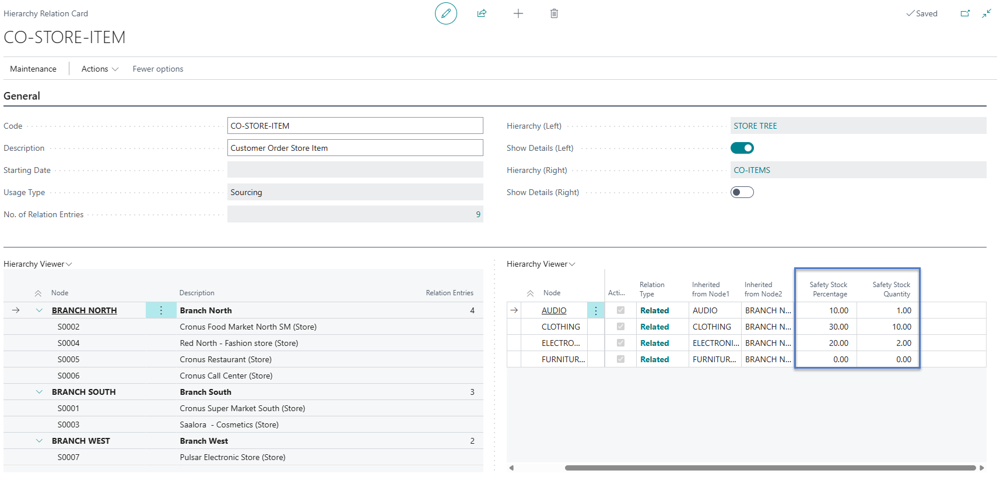 Hierarchy Relation Card
Saved
CO-STORE-ITEM
Maintenance Actions Fewer options
General
Code CO-STORE-ITEM
Description Customer Order Store Item
Starting Date
Usage Type Sourcing
No. of Relation Entries 9
Hierarchy (Left) STORE TREE
Show Details (Left)
Hierarchy (Right) CO-ITEMS
Show Details (Right)
Hierarchy Viewer
Node Description Relation Entries
BRANCH NORTH Branch North 4
S0002 Cronus Food Market North SM (Store)
S0004 Red North - Fashion store (Store)
S0005 Cronus Restaurant (Store)
S0006 Cronus Call Center (Store)
BRANCH SOUTH Branch South 3
S0001 Cronus Super Market South (Store)
S0003 Saalora - Cosmetics (Store)
BRANCH WEST Branch West 2
S0007 Pulsar Electronic Store (Store)
Hierarchy Viewer
Relation Inherited Inherited Safety Stock Safety Stock
Node Acti... Type from Node1 from Node2 Percentage Quantity
AUDIO Related AUDIO BRANCH N... 10.00 1.00
CLOTHING Related CLOTHING BRANCH N... 30.00 10.00
ELECTRO... Related ELECTRONI... BRANCH N... 20.00 2.00
FURNITUR... Related FURNITUR... BRANCH N... 0.00 0.00